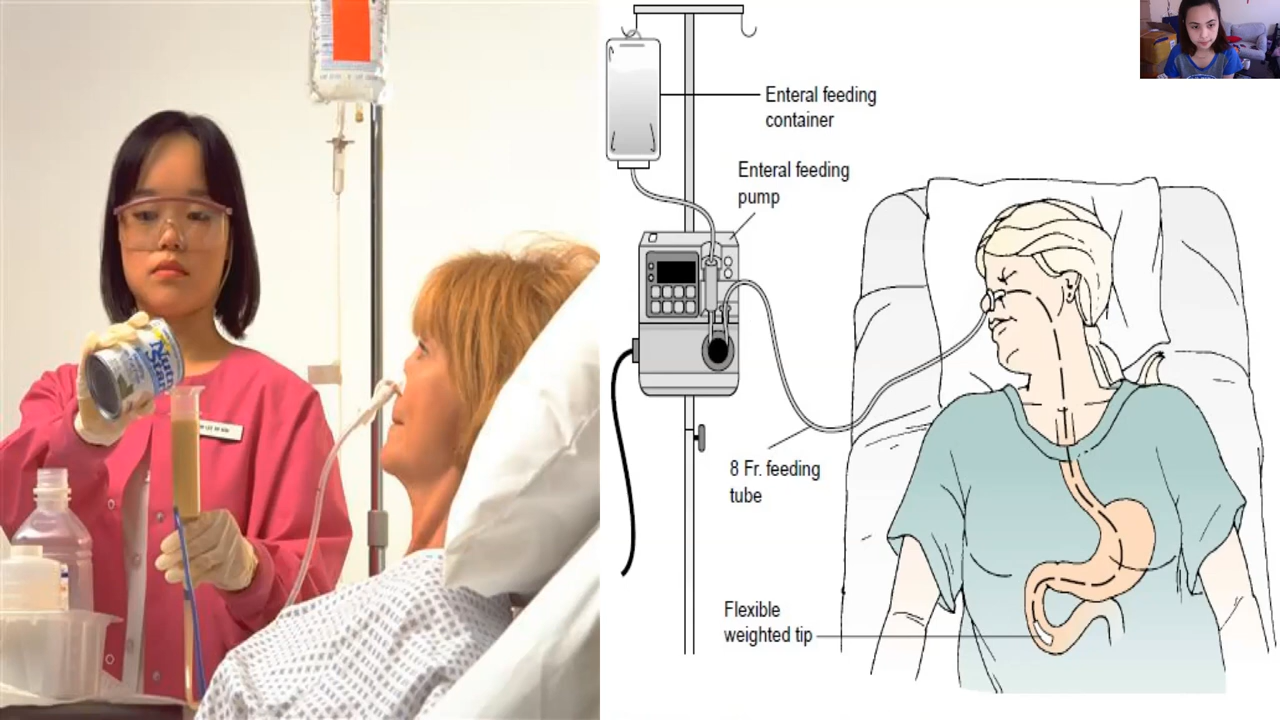 Enteral feeding
container
Enteral feeding
pump
8 Fr. feeding
tube
Flexible
weighted tip